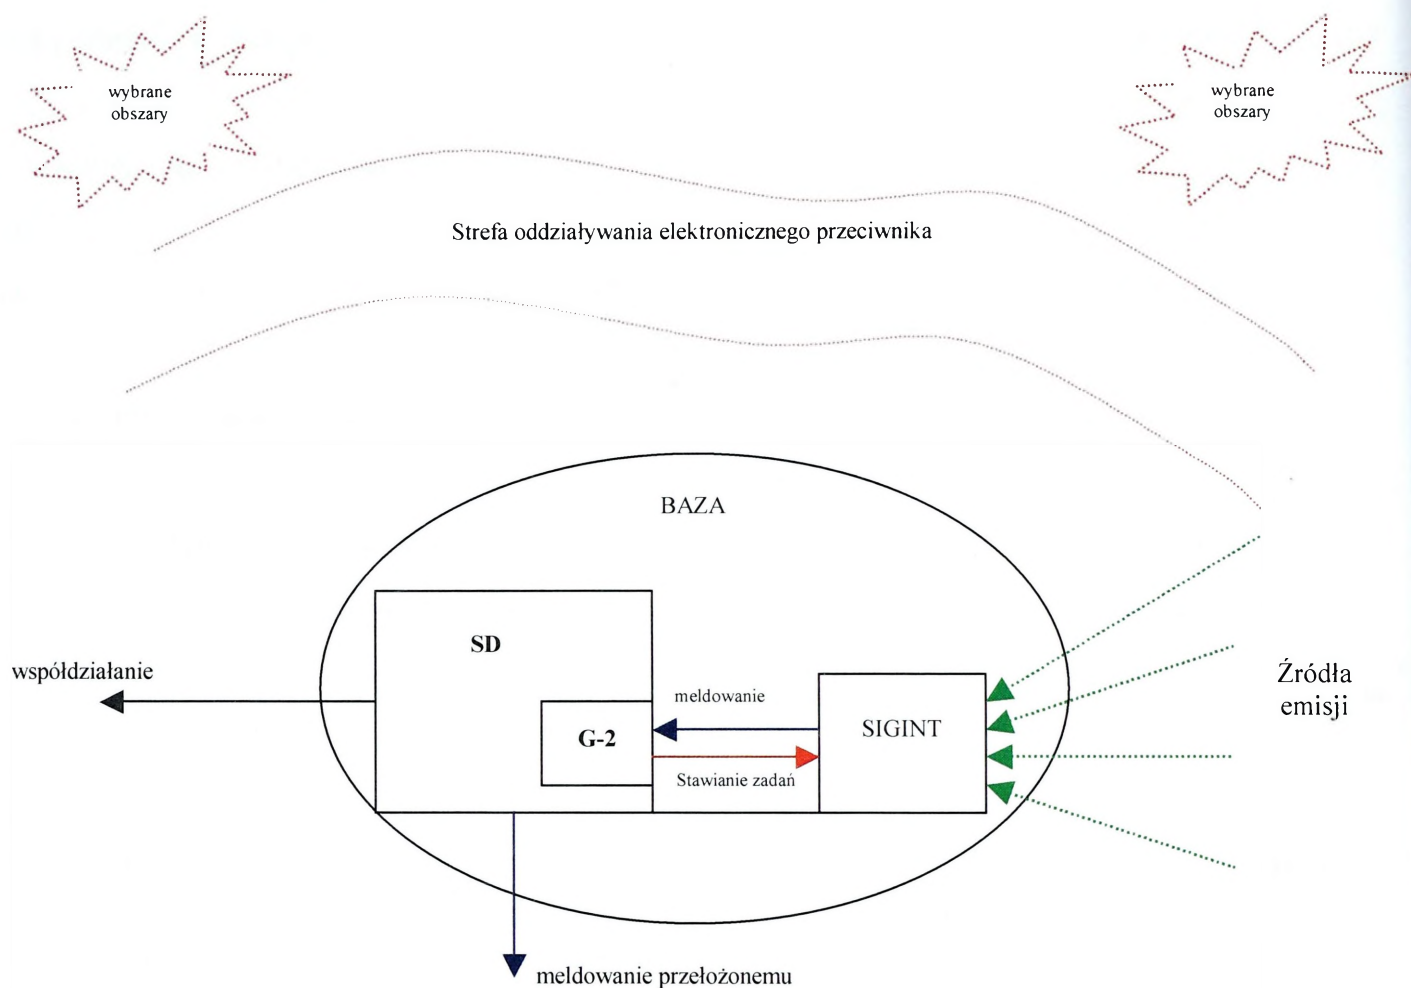 wybrane
obszary
wybrane
obszary
Strefa oddziaływania elektronicznego przeciwnika
BAZA
SD
współdziałanie
meldowanie
G-2
SIGINT
Stawianie zadań
Źródła
emisji
meldowanie przełożonemu